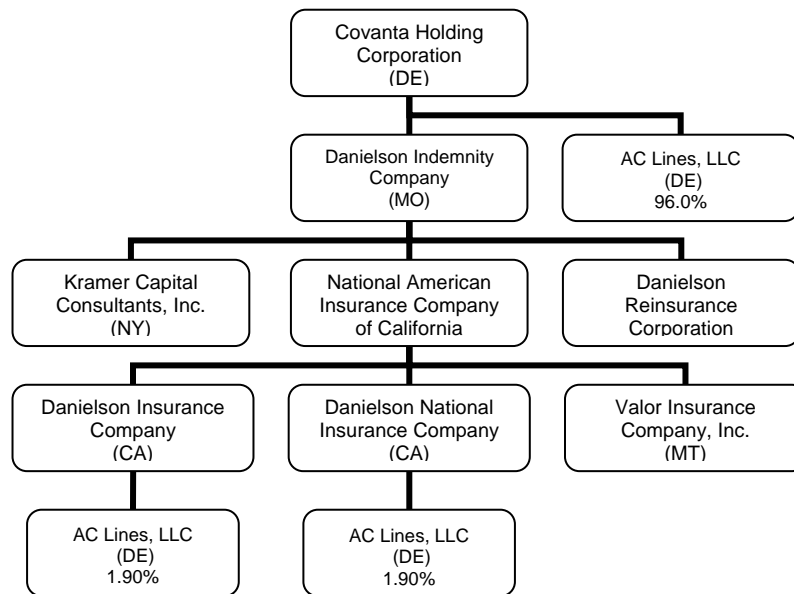 Covanta Holding
Corporation
(DE)
Danielson Indemnity
Company
(MO)
AC Lines, LLC
(DE)
96.0%
Kramer Capital
Consultants, Inc.
(NY)
National American
Insurance Company
of California
Danielson
Reinsurance
Corporation
Danielson Insurance
Company
(CA)
Danielson National
Insurance Company
(CA)
Valor Insurance
Company, Inc.
(MT)
AC Lines, LLC
(DE)
1.90%
AC Lines, LLC
(DE)
1.90%